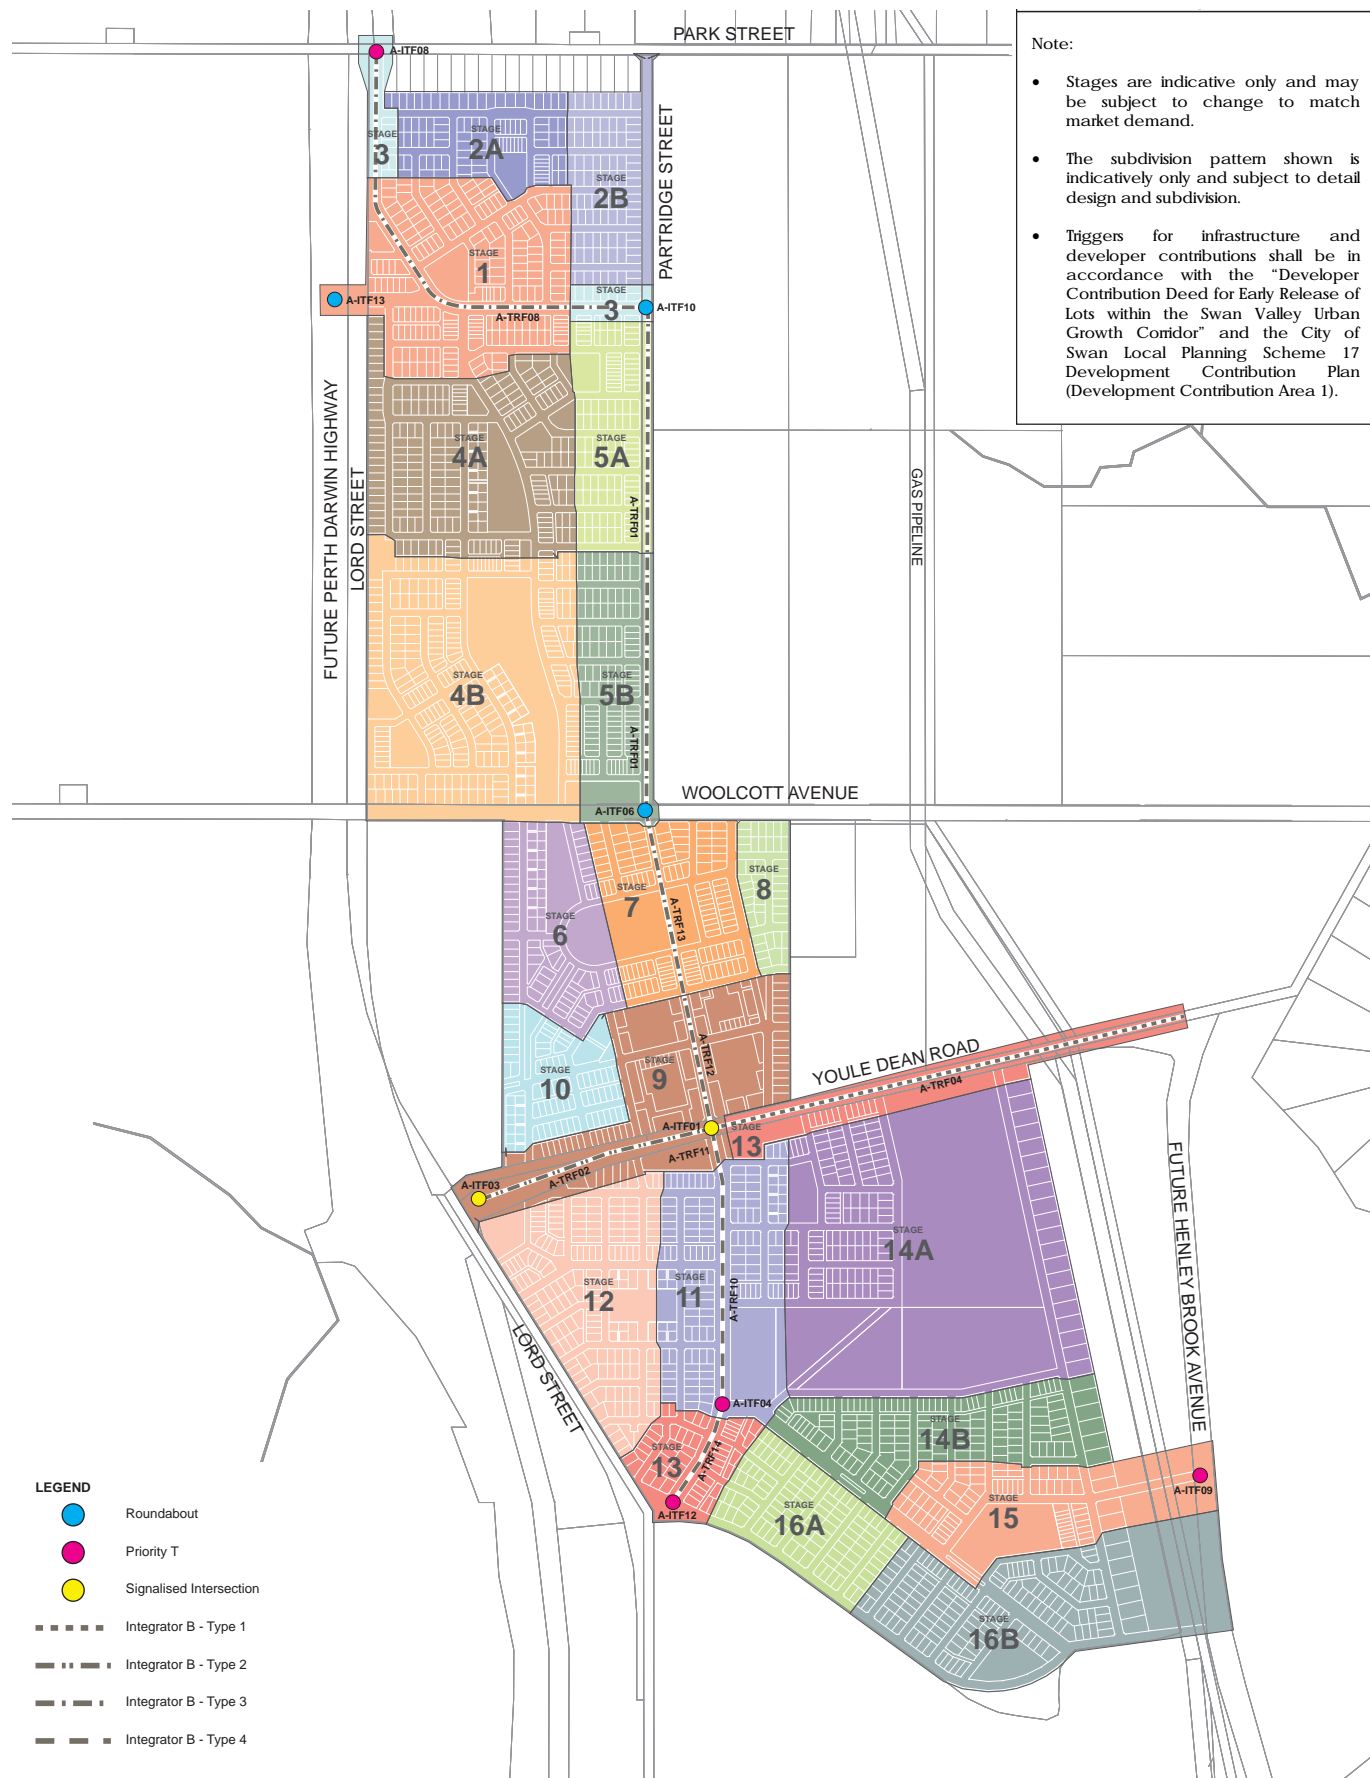 PARK STREET
A-ITF08
STAGE
3
STAGE
2A
STAGE
2B
PARTRIDGE STREET
STAGE
1
A-ITF13
A-TRF08
STAGE
3
A-ITF10
Note:
• Stages are indicative only and may
be subject to change to match
market demand.
• The subdivision pattern shown is
indicatively only and subject to detail
design and subdivision.
• Triggers for infrastructure and
developer contributions shall be in
accordance with the “Developer
Contribution Deed for Early Release of
Lots within the Swan Valley Urban
Growth Corridor” and the City of
Swan Local Planning Scheme 17
Development Contribution Plan
(Development Contribution Area 1).
FUTURE PERTH DARWIN HIGHWAY
LORD STREET
STAGE
4A
STAGE
5A
A-TRF01
GAS PIPELINE
STAGE
4B
STAGE
5B
A-TRF01
WOOLCOTT AVENUE
A-ITF06
STAGE
6
STAGE
7
A-TRF13
STAGE
8
STAGE
9
A-TRF12
STAGE
10
YOULE DEAN ROAD
A-TRF04
A-ITF01
STAGE
13
A-TRF11
A-TRF02
A-ITF03
FUTURE HENLEY BROOK AVENUE
STAGE
14A
STAGE
11
A-TRF10
STAGE
12
LORD STREET
A-ITF04
STAGE
13
A-TRF14
A-ITF12
STAGE
14B
STAGE
15
A-ITF09
STAGE
16A
STAGE
16B
LEGEND
Roundabout
Priority T
Signalised Intersection
Integrator B - Type 1
Integrator B - Type 2
Integrator B - Type 3
Integrator B - Type 4